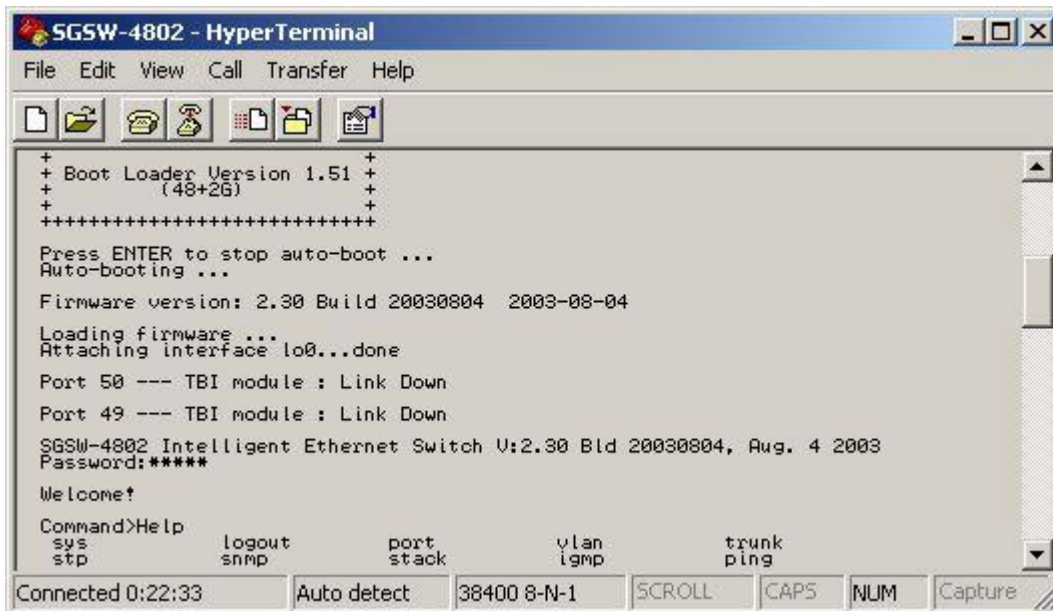 SGSW-4802 - HyperTerminal
File Edit View Call Transfer Help
+ +
+ Boot Loader Version 1.51 +
+ (48+2G) +
+ +
++++++++++++++++++++++++++++
Press ENTER to stop auto-boot ...
Auto-booting ...
Firmware version: 2.30 Build 20030804 2003-08-04
Loading firmware ...
Attaching interface lo0...done
Port 50 --- TBI module : Link Down
Port 49 --- TBI module : Link Down
SGSW-4802 Intelligent Ethernet Switch V:2.30 Bld 20030804, Aug. 4 2003
Password:*****
Welcome!
Command>Help
sys logout port vlan trunk
stp snmp stack igmp ping
Connected 0:22:33 Auto detect 38400 8-N-1 SCROLL CAPS NUM Capture